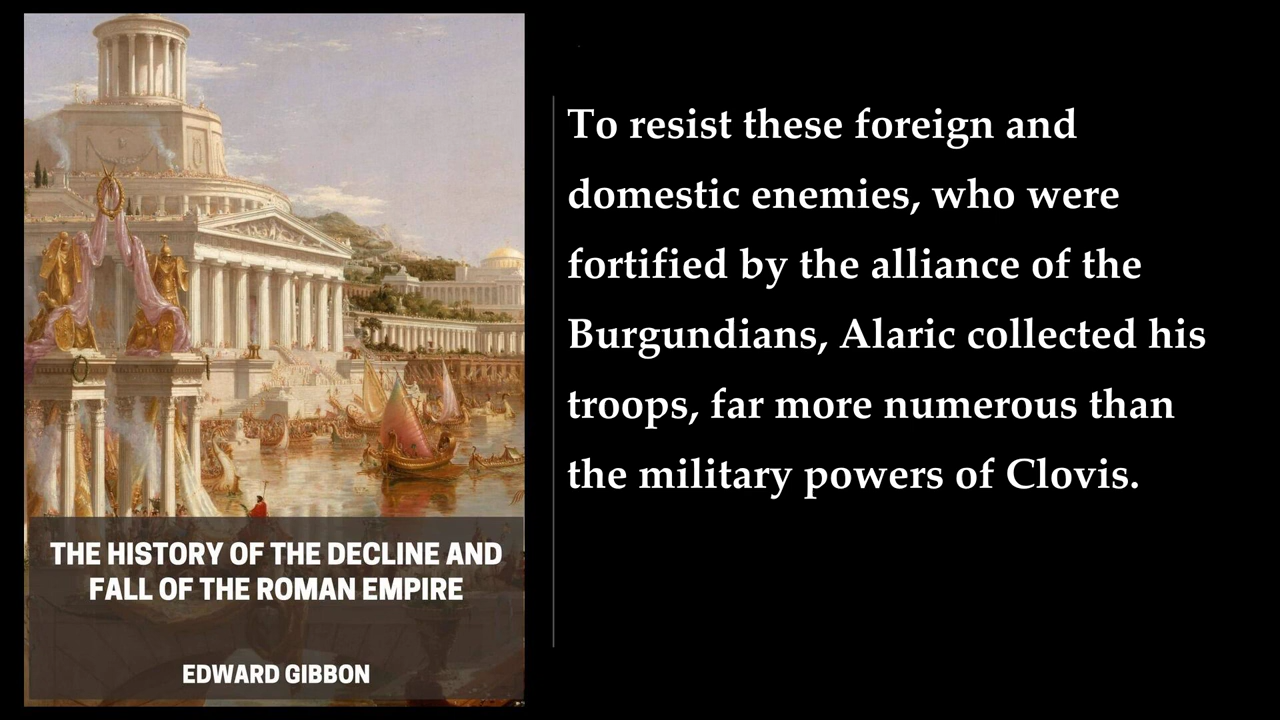 THE HISTORY OF THE DECLINE AND
FALL OF THE ROMAN EMPIRE
EDWARD GIBBON
To resist these foreign and
domestic enemies, who were
fortified by the alliance of the
Burgundians, Alaric collected his
troops, far more numerous than
the military powers of Clovis.